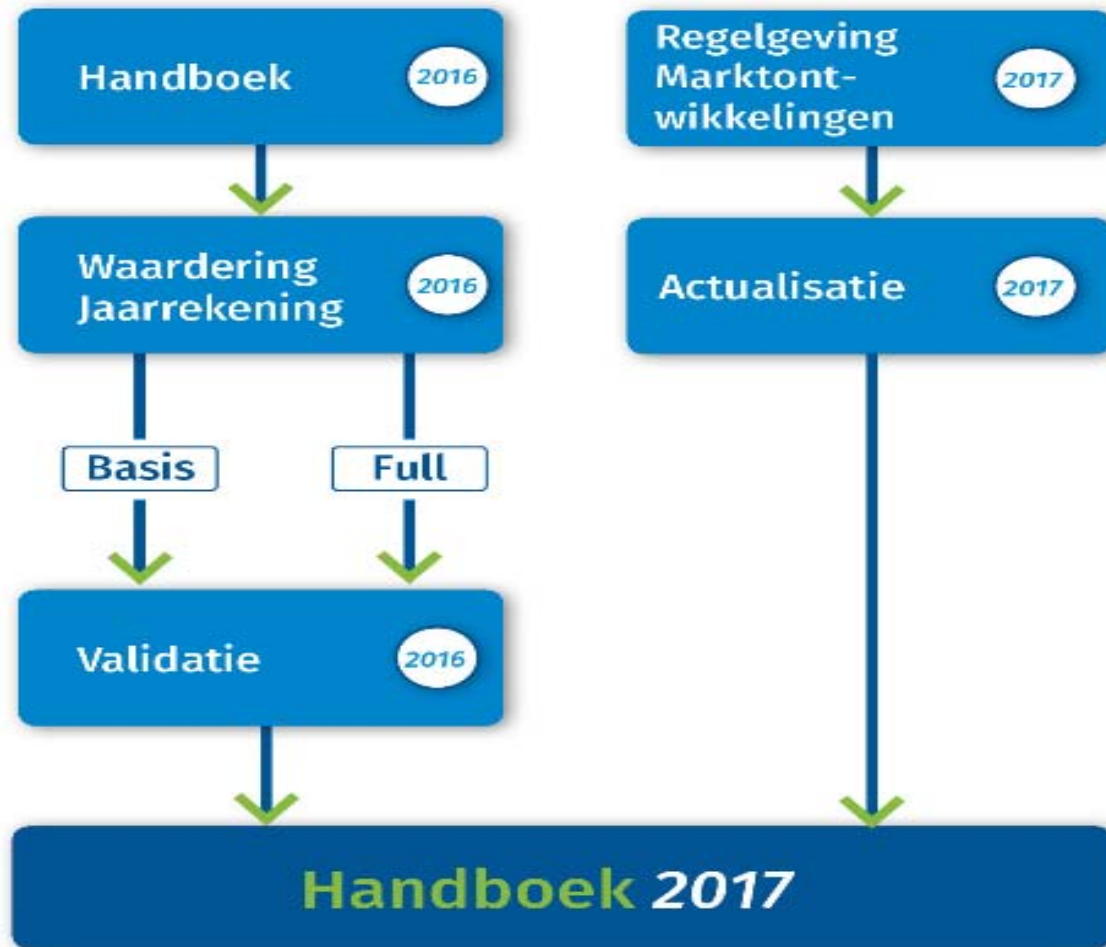 Handboek 2016
Waardering
Jaarrekening 2016
Basis Full
Validatie 2016
Regelgeving
Marktont-
wikkelingen 2017
Actualisatie 2017
Handboek 2017